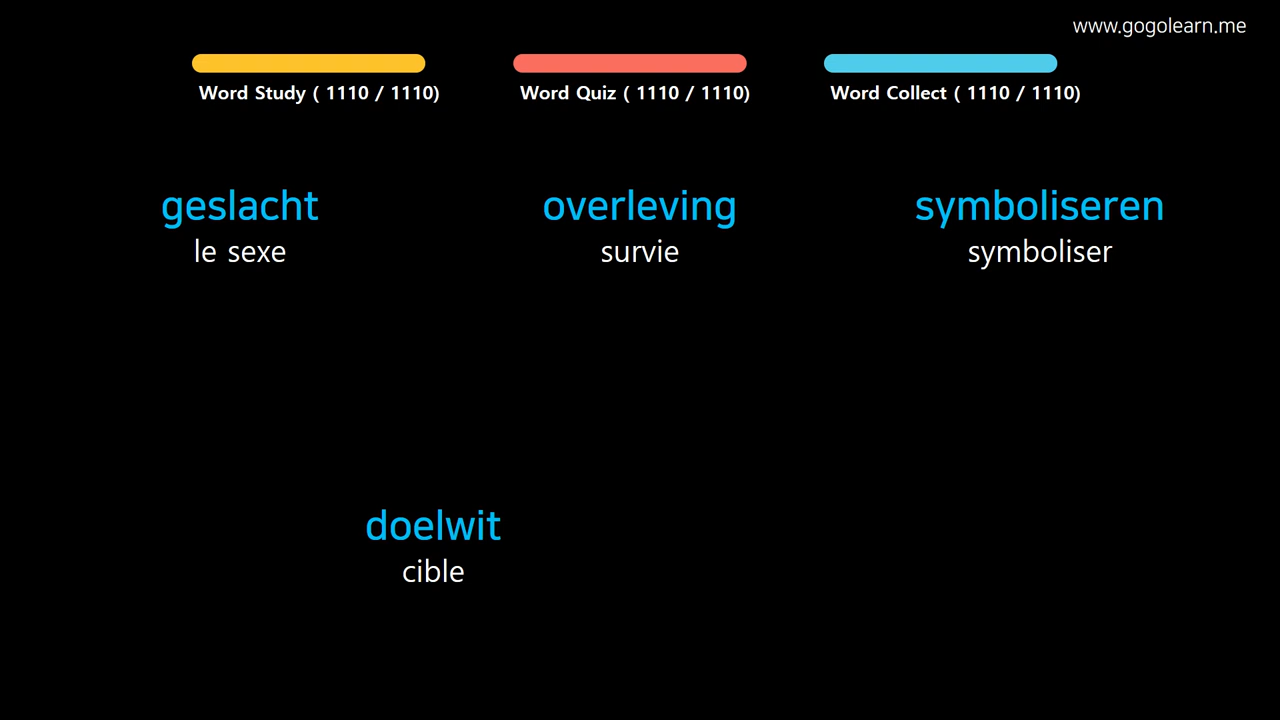 www.gogolearn.me
Word Study ( 1110 / 1110)
Word Quiz ( 1110 / 1110)
Word Collect ( 1110 / 1110)
geslacht
le sexe
overleving
survie
symboliseren
symboliser
doelwit
cible